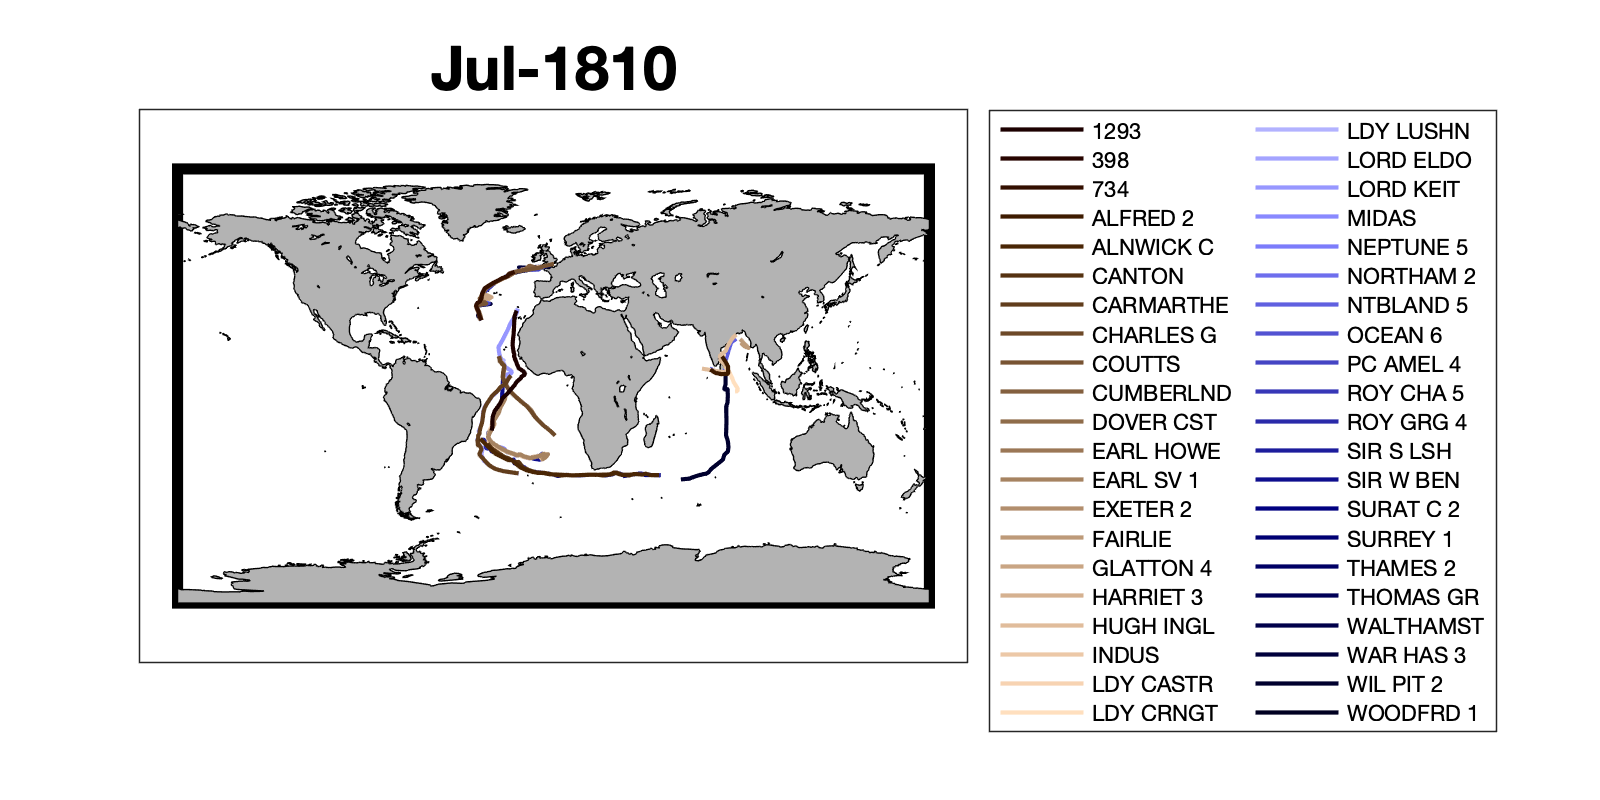 Jul-1810
1293
398
734
ALFRED 2
ALNWICK C
CANTON
CARMARTHE
CHARLES G
COUTTS
CUMBERLND
DOVER CST
EARL HOWE
EARL SV 1
EXETER 2
FAIRLIE
GLATTON 4
HARRIET 3
HUGH INGL
INDUS
LDY CASTR
LDY CRNGT
LDY LUSHN
LORD ELDO
LORD KEIT
MIDAS
NEPTUNE 5
NORTHAM 2
NTBLAND 5
OCEAN 6
PC AMEL 4
ROY CHA 5
ROY GRG 4
SIR S LSH
SIR W BEN
SURAT C 2
SURREY 1
THAMES 2
THOMAS GR
WALTHAMST
WAR HAS 3
WIL PIT 2
WOODFRD 1